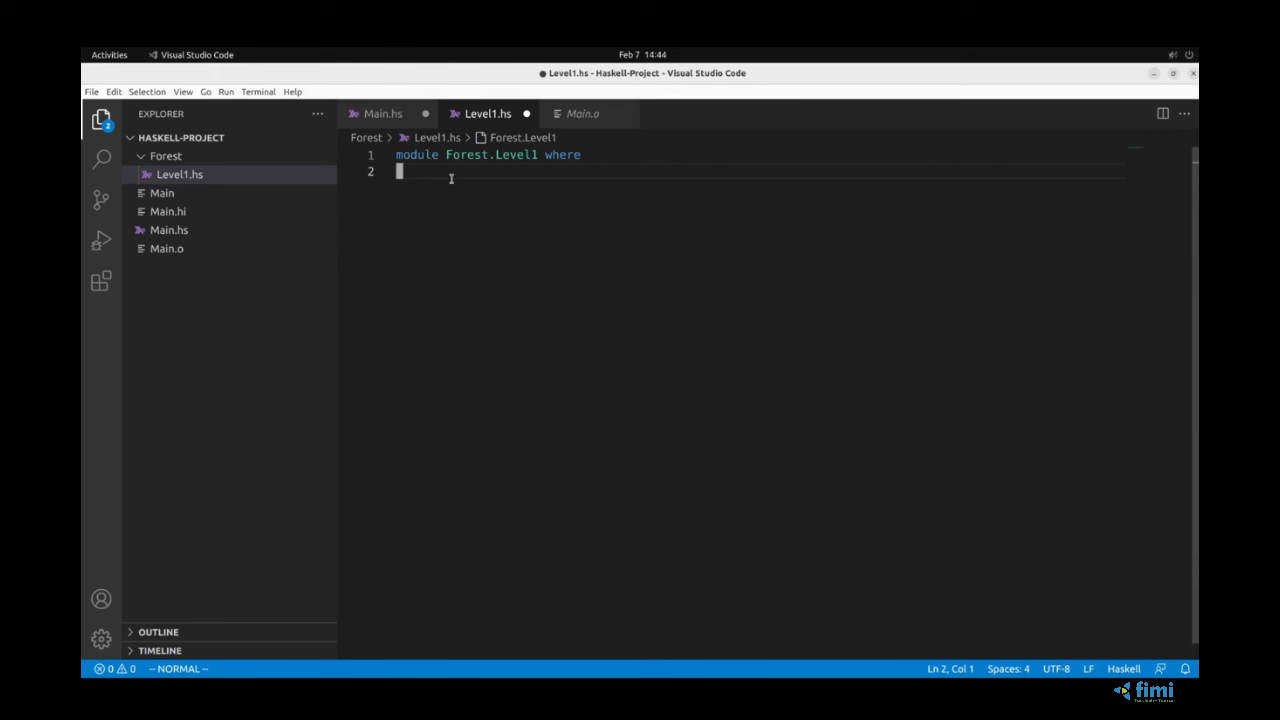 Activities Visual Studio Code Feb 7 14:44
● Level1.hs - Haskell-Project - Visual Studio Code
File Edit Selection View Go Run Terminal Help
EXPLORER ··· Main.hs ● Level1.hs ● Main.o ···
HASKELL-PROJECT Forest > Level1.hs > Forest.Level1
Forest 1 module Forest.Level1 where
Level1.hs 2
Main
Main.hi
Main.hs
Main.o
2
OUTLINE
TIMELINE
0 0 -- NORMAL -- Ln 2, Col 1 Spaces: 4 UTF-8 LF Haskell
fimi